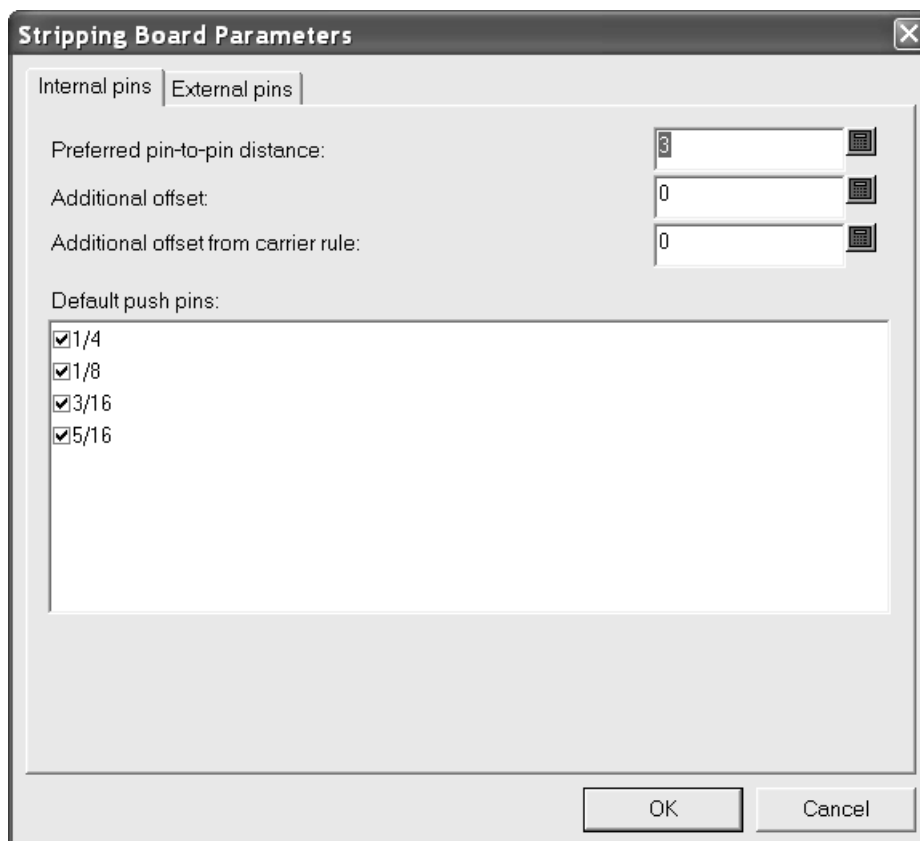 Stripping Board Parameters
Internal pins External pins
Preferred pin-to-pin distance: 3
Additional offset: 0
Additional offset from carrier rule: 0
Default push pins:
1/4
1/8
3/16
5/16
OK Cancel